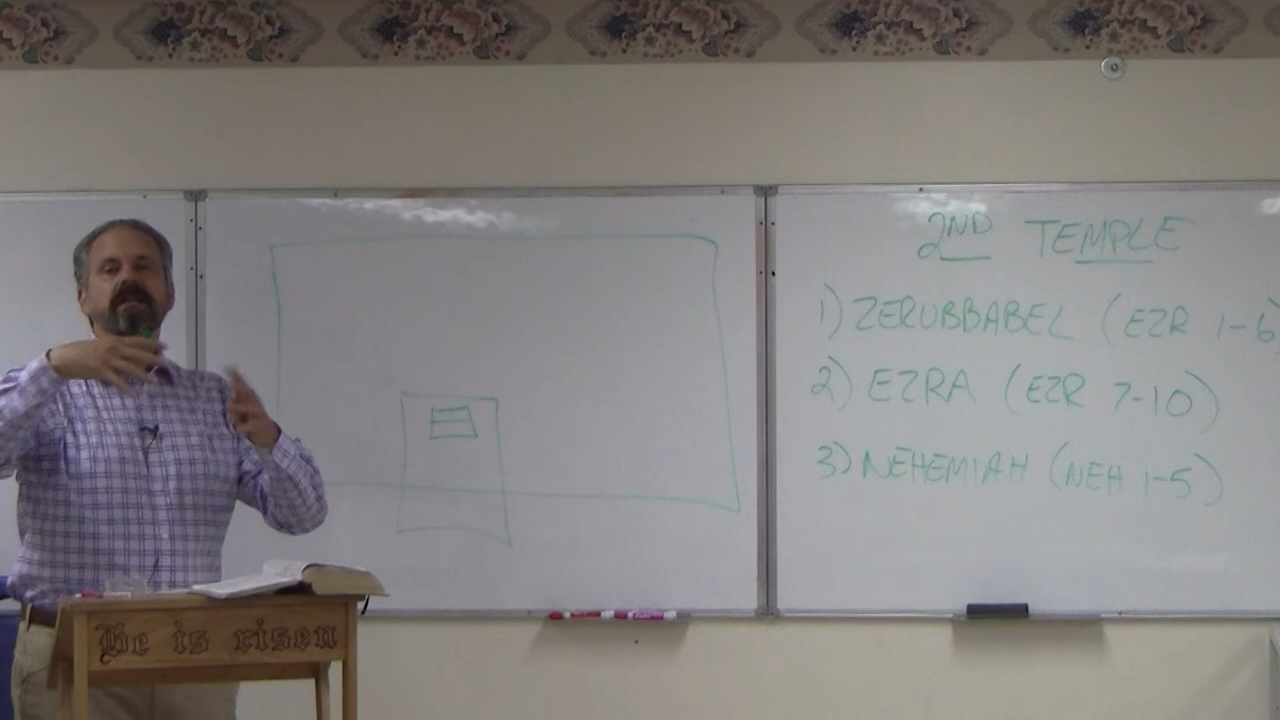 2ND TEMPLE
1) ZERUBBABEL (EZR 1-6)
2) EZRA (EZR 7-10)
3) NEHEMIAH (NEH 1-5)
He is risen